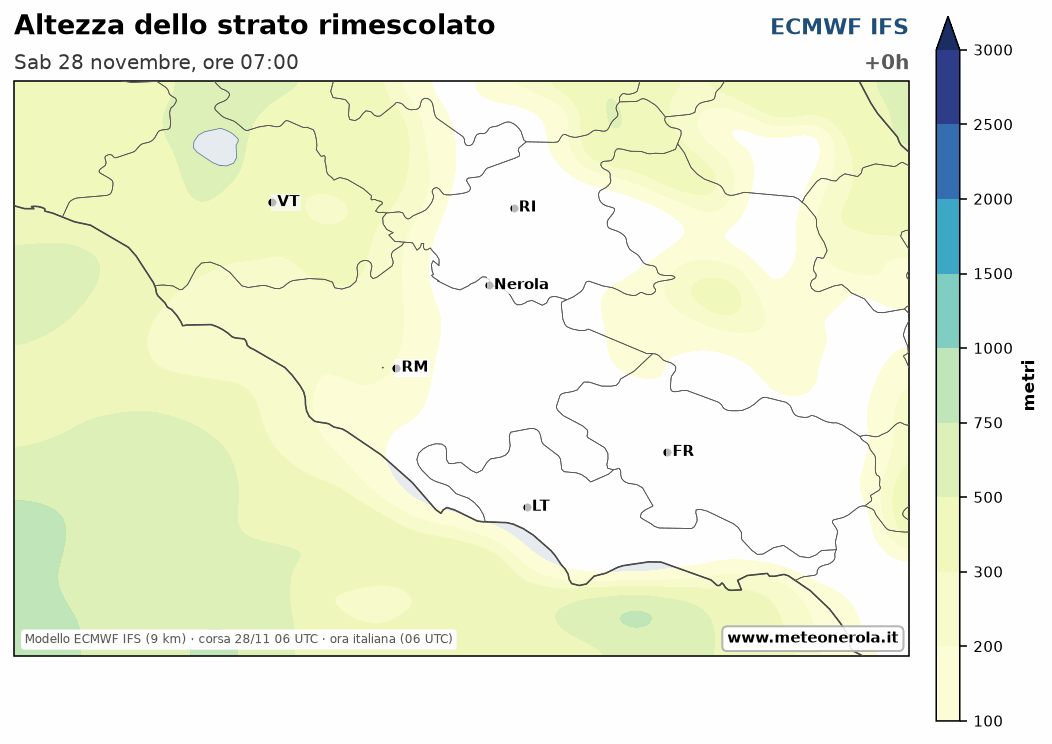 Altezza dello strato rimescolato
ECMWF IFS
Sab 28 novembre, ore 07:00
+0h
3000
2500
2000
1500
1000
750
500
300
200
100
metri
VT
RI
Nerola
RM
FR
LT
Modello ECMWF IFS (9 km) · corsa 28/11 06 UTC · ora italiana (06 UTC)
www.meteonerola.it